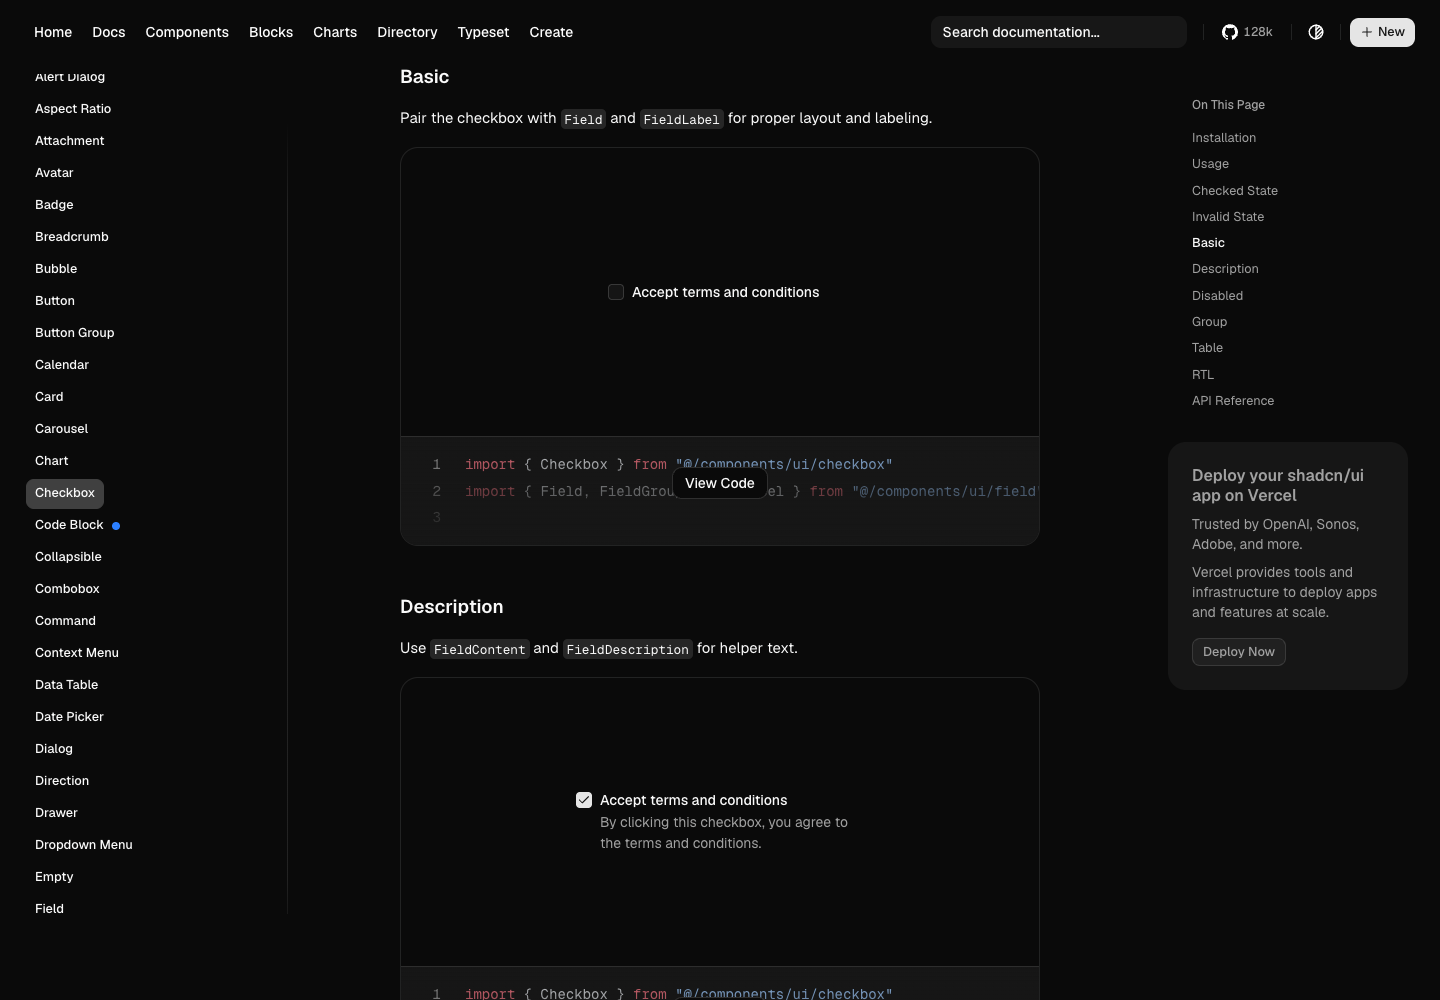 Home Docs Components Blocks Charts Directory Typeset Create
Search documentation...
128k
New
Alert Dialog
Aspect Ratio
Attachment
Avatar
Badge
Breadcrumb
Bubble
Button
Button Group
Calendar
Card
Carousel
Chart
Checkbox
Code Block
Collapsible
Combobox
Command
Context Menu
Data Table
Date Picker
Dialog
Direction
Drawer
Dropdown Menu
Empty
Field
Basic
Pair the checkbox with Field and FieldLabel for proper layout and labeling.
Accept terms and conditions
1 import { Checkbox } from "@/components/ui/checkbox"
2 import { Field, FieldGrou el } from "@/components/ui/field"
View Code
3
Description
Use FieldContent and FieldDescription for helper text.
Accept terms and conditions
By clicking this checkbox, you agree to
the terms and conditions.
1 import { Checkbox } from "@/components/ui/checkbox"
On This Page
Installation
Usage
Checked State
Invalid State
Basic
Description
Disabled
Group
Table
RTL
API Reference
Deploy your shadcn/ui
app on Vercel
Trusted by OpenAI, Sonos,
Adobe, and more.
Vercel provides tools and
infrastructure to deploy apps
and features at scale.
Deploy Now